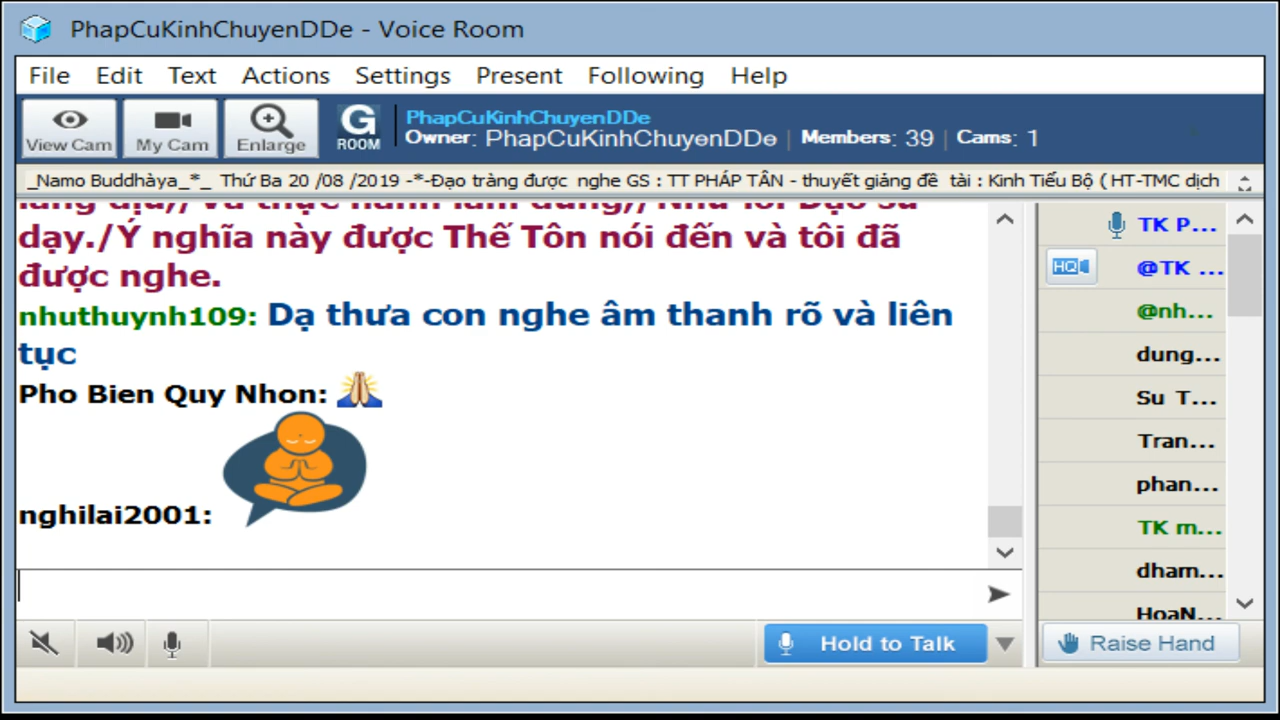 PhapCuKinhChuyenDDe - Voice Room
File Edit Text Actions Settings Present Following Help
View Cam My Cam Enlarge
G
ROOM
PhapCuKinhChuyenDDe
Owner: PhapCuKinhChuyenDDe | Members: 39 | Cams: 1
_Namo Buddhàya_*_ Thứ Ba 20 /08 /2019 -*-Đạo tràng được nghe GS : TT PHÁP TÂN - thuyết giảng đề tài : Kinh Tiểu Bộ ( HT-TMC dịch
dạy./Ý nghĩa này được Thế Tôn nói đến và tôi đã
được nghe.
nhuthuynh109: Dạ thưa con nghe âm thanh rõ và liên
tục
Pho Bien Quy Nhon:
nghilai2001:
TK P...
HQ
@TK ...
@nh...
dung...
Su T...
Tran...
phan...
TK m...
dham...
HoaN...
Hold to Talk
Raise Hand